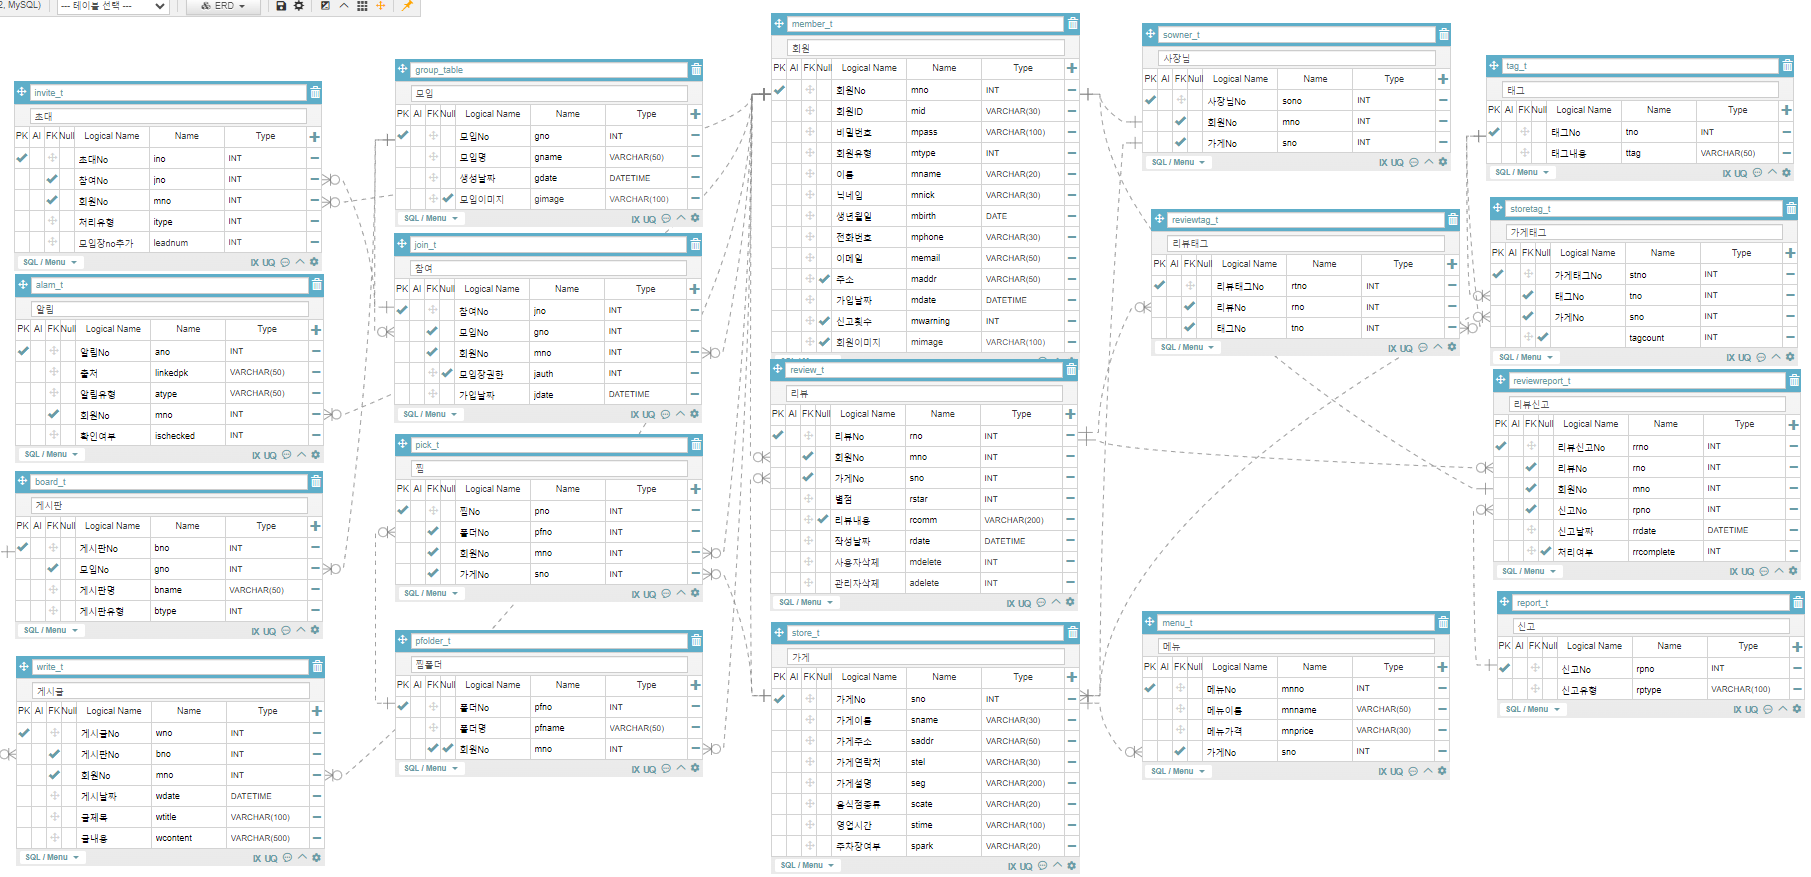 2, MySQL)
--- 테이블 선택 ---
ERD
invite_t
초대
PK AI FK Null Logical Name Name Type
초대No ino INT
참여No jno INT
회원No mno INT
처리유형 itype INT
모임장no추가 leadnum INT
SQL / Menu IX UQ
alam_t
알림
PK AI FK Null Logical Name Name Type
알림No ano INT
출처 linkedpk VARCHAR(50)
알림유형 atype VARCHAR(50)
회원No mno INT
확인여부 ischecked INT
SQL / Menu IX UQ
board_t
게시판
PK AI FK Null Logical Name Name Type
게시판No bno INT
모임No gno INT
게시판명 bname VARCHAR(50)
게시판유형 btype INT
SQL / Menu IX UQ
write_t
게시글
PK AI FK Null Logical Name Name Type
게시글No wno INT
게시판No bno INT
회원No mno INT
게시날짜 wdate DATETIME
글제목 wtitle VARCHAR(100)
글내용 wcontent VARCHAR(500)
SQL / Menu IX UQ
group_table
모임
PK AI FK Null Logical Name Name Type
모임No gno INT
모임명 gname VARCHAR(50)
생성날짜 gdate DATETIME
모임이미지 gimage VARCHAR(100)
SQL / Menu IX UQ
join_t
참여
PK AI FK Null Logical Name Name Type
참여No jno INT
모임No gno INT
회원No mno INT
모임장권한 jauth INT
가입날짜 jdate DATETIME
SQL / Menu IX UQ
pick_t
찜
PK AI FK Null Logical Name Name Type
찜No pno INT
폴더No pfno INT
회원No mno INT
가게No sno INT
SQL / Menu IX UQ
pfolder_t
찜폴더
PK AI FK Null Logical Name Name Type
폴더No pfno INT
폴더명 pfname VARCHAR(50)
회원No mno INT
SQL / Menu IX UQ
member_t
회원
PK AI FK Null Logical Name Name Type
회원No mno INT
회원ID mid VARCHAR(30)
비밀번호 mpass VARCHAR(100)
회원유형 mtype INT
이름 mname VARCHAR(20)
닉네임 mnick VARCHAR(30)
생년월일 mbirth DATE
전화번호 mphone VARCHAR(30)
이메일 memail VARCHAR(50)
주소 maddr VARCHAR(50)
가입날짜 mdate DATETIME
신고횟수 mwarning INT
회원이미지 mimage VARCHAR(100)
review_t
리뷰
PK AI FK Null Logical Name Name Type
리뷰No rno INT
회원No mno INT
가게No sno INT
별점 rstar INT
리뷰내용 rcomm VARCHAR(200)
작성날짜 rdate DATETIME
사용자삭제 mdelete INT
관리자삭제 adelete INT
SQL / Menu IX UQ
store_t
가게
PK AI FK Null Logical Name Name Type
가게No sno INT
가게이름 sname VARCHAR(30)
가게주소 saddr VARCHAR(50)
가게연락처 stel VARCHAR(30)
가게설명 seg VARCHAR(200)
음식점종류 scate VARCHAR(20)
영업시간 stime VARCHAR(100)
주차장여부 spark VARCHAR(20)
SQL / Menu IX UQ
sowner_t
사장님
PK AI FK Null Logical Name Name Type
사장님No sono INT
회원No mno INT
가게No sno INT
SQL / Menu IX UQ
reviewtag_t
리뷰태그
PK AI FK Null Logical Name Name Type
리뷰태그No rtno INT
리뷰No rno INT
태그No tno INT
SQL / Menu IX UQ
menu_t
메뉴
PK AI FK Null Logical Name Name Type
메뉴No mnno INT
메뉴이름 mnname VARCHAR(50)
메뉴가격 mnprice VARCHAR(30)
가게No sno INT
SQL / Menu IX UQ
tag_t
태그
PK AI FK Null Logical Name Name Type
태그No tno INT
태그내용 ttag VARCHAR(50)
SQL / Menu IX UQ
storetag_t
가게태그
PK AI FK Null Logical Name Name Type
가게태그No stno INT
태그No tno INT
가게No sno INT
tagcount INT
SQL / Menu IX UQ
reviewreport_t
리뷰신고
PK AI FK Null Logical Name Name Type
리뷰신고No rrno INT
리뷰No rno INT
회원No mno INT
신고No rpno INT
신고날짜 rrdate DATETIME
처리여부 rrcomplete INT
SQL / Menu IX UQ
report_t
신고
PK AI FK Null Logical Name Name Type
신고No rpno INT
신고유형 rptype VARCHAR(100)
SQL / Menu IX UQ